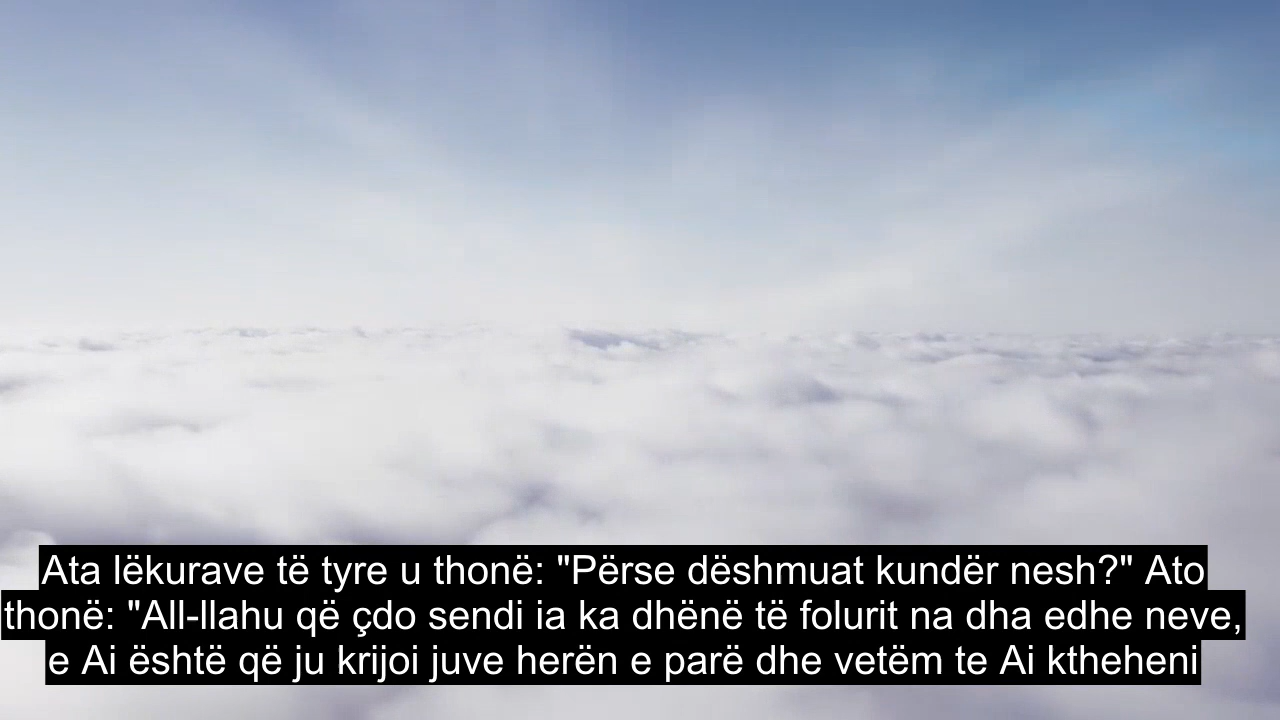 Ata lëkurave të tyre u thonë: "Përse dëshmuat kundër nesh?" Ato
thonë: "All-llahu që çdo sendi ia ka dhënë të folurit na dha edhe neve,
e Ai është që ju krijoi juve herën e parë dhe vetëm te Ai ktheheni